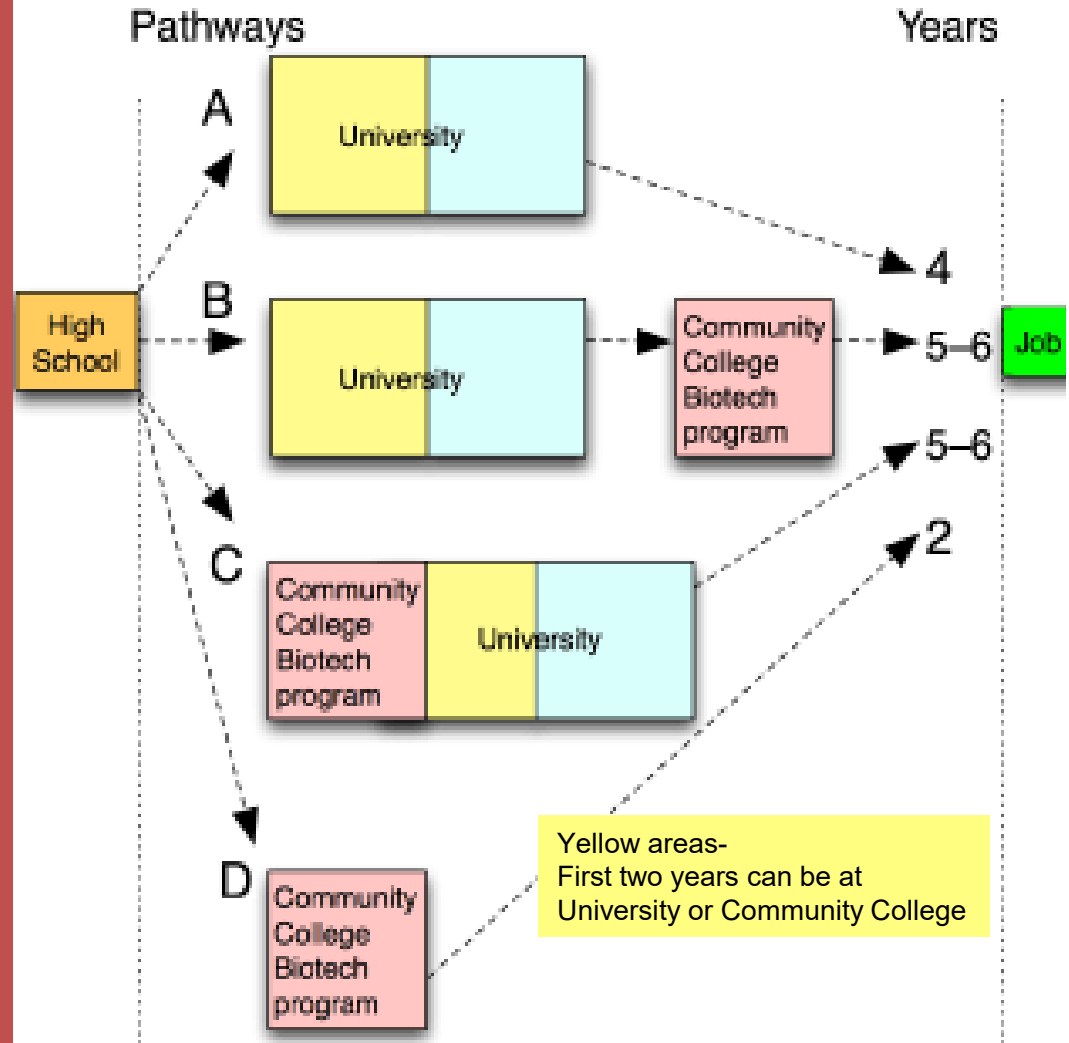 Pathways
Years
A
University
4
High
School
B
University
Community
College
Biotech
program
5–6
Job
5–6
C
Community
College
Biotech
program
University
2
D
Community
College
Biotech
program
Yellow areas-
First two years can be at
University or Community College